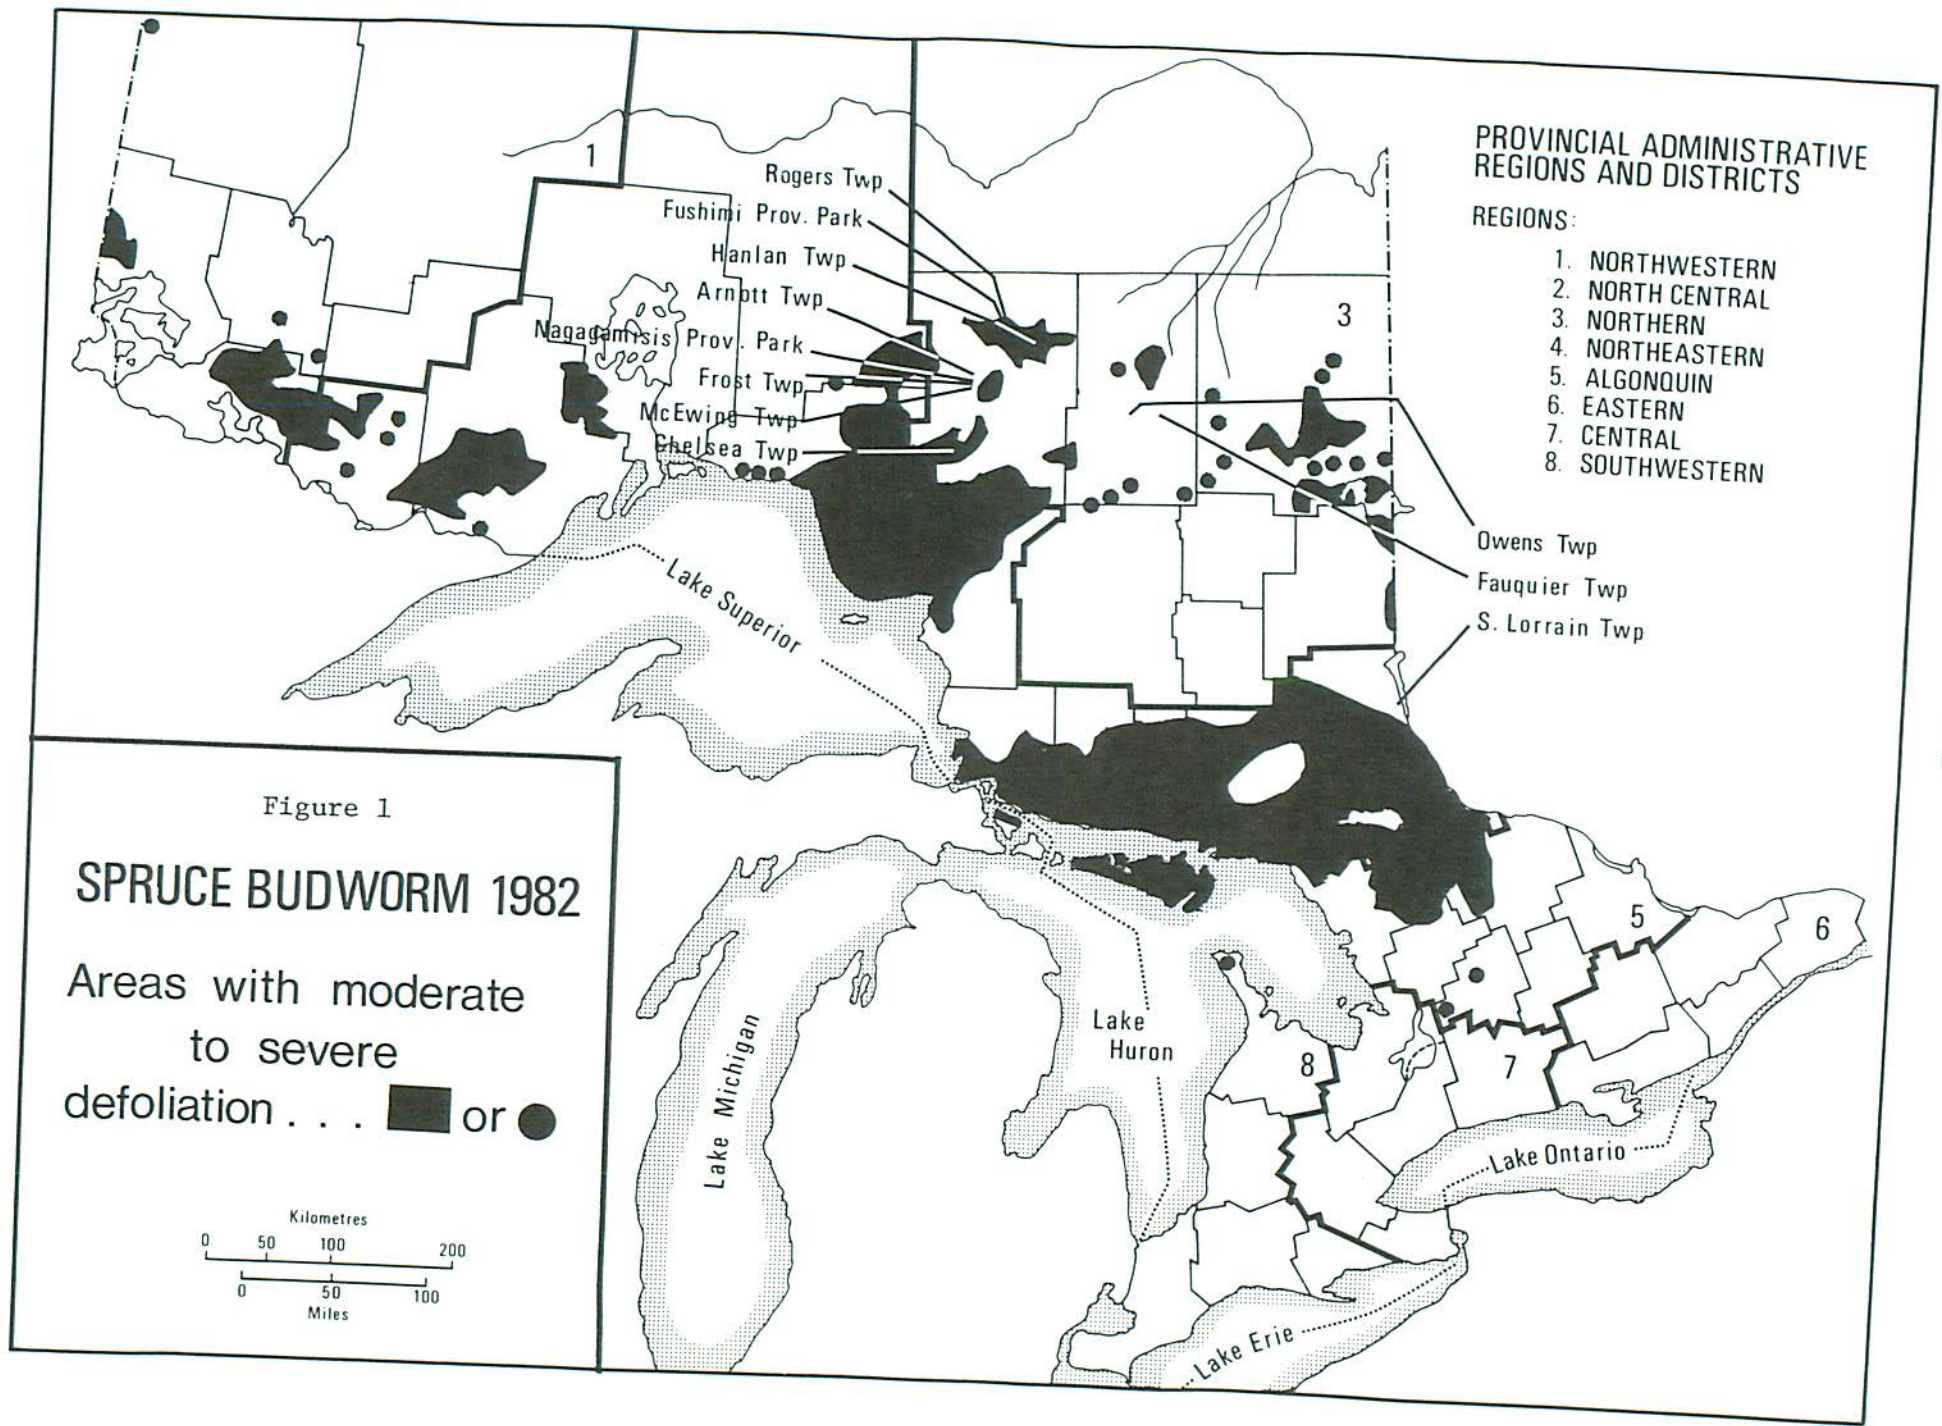 PROVINCIAL ADMINISTRATIVE
REGIONS AND DISTRICTS
REGIONS:
1. NORTHWESTERN
2. NORTH CENTRAL
3. NORTHERN
4. NORTHEASTERN
5. ALGONQUIN
6. EASTERN
7. CENTRAL
8. SOUTHWESTERN
1
3
Rogers Twp
Fushimi Prov. Park
Hanlan Twp
Arnott Twp
Nagagamisis Prov. Park
Frost Twp
McEwing Twp
Chelsea Twp
Owens Twp
Fauquier Twp
S. Lorrain Twp
Lake Superior
5
6
7
8
Lake
Huron
Lake Michigan
Lake Ontario
Lake Erie
Figure 1
SPRUCE BUDWORM 1982
Areas with moderate
to severe
defoliation . . . or
Kilometres
0 50 100 200
0 50 100
Miles